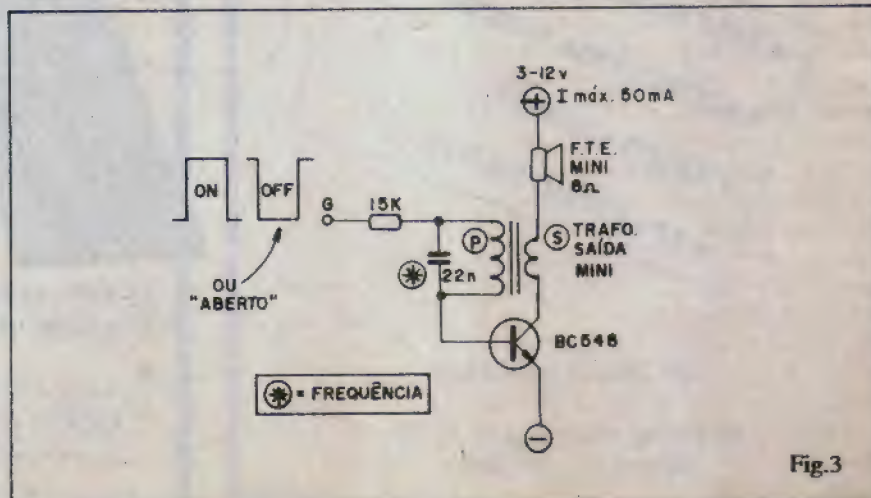 3-12v
I máx. 50mA
F.T.E.
MINI
8Ω
ON
OFF
G
15K
P
S
TRAFO.
SAÍDA
MINI
22n
OU
"ABERTO"
BC548
= FREQUÊNCIA
Fig.3